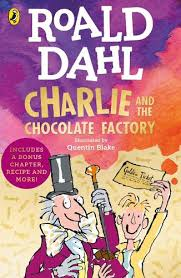 ROALD
DAHL
CHARLIE
AND THE
CHOCOLATE FACTORY
Illustrated by
Quentin Blake
INCLUDES
A BONUS
CHAPTER,
RECIPE AND
MORE!
Golden Ticket